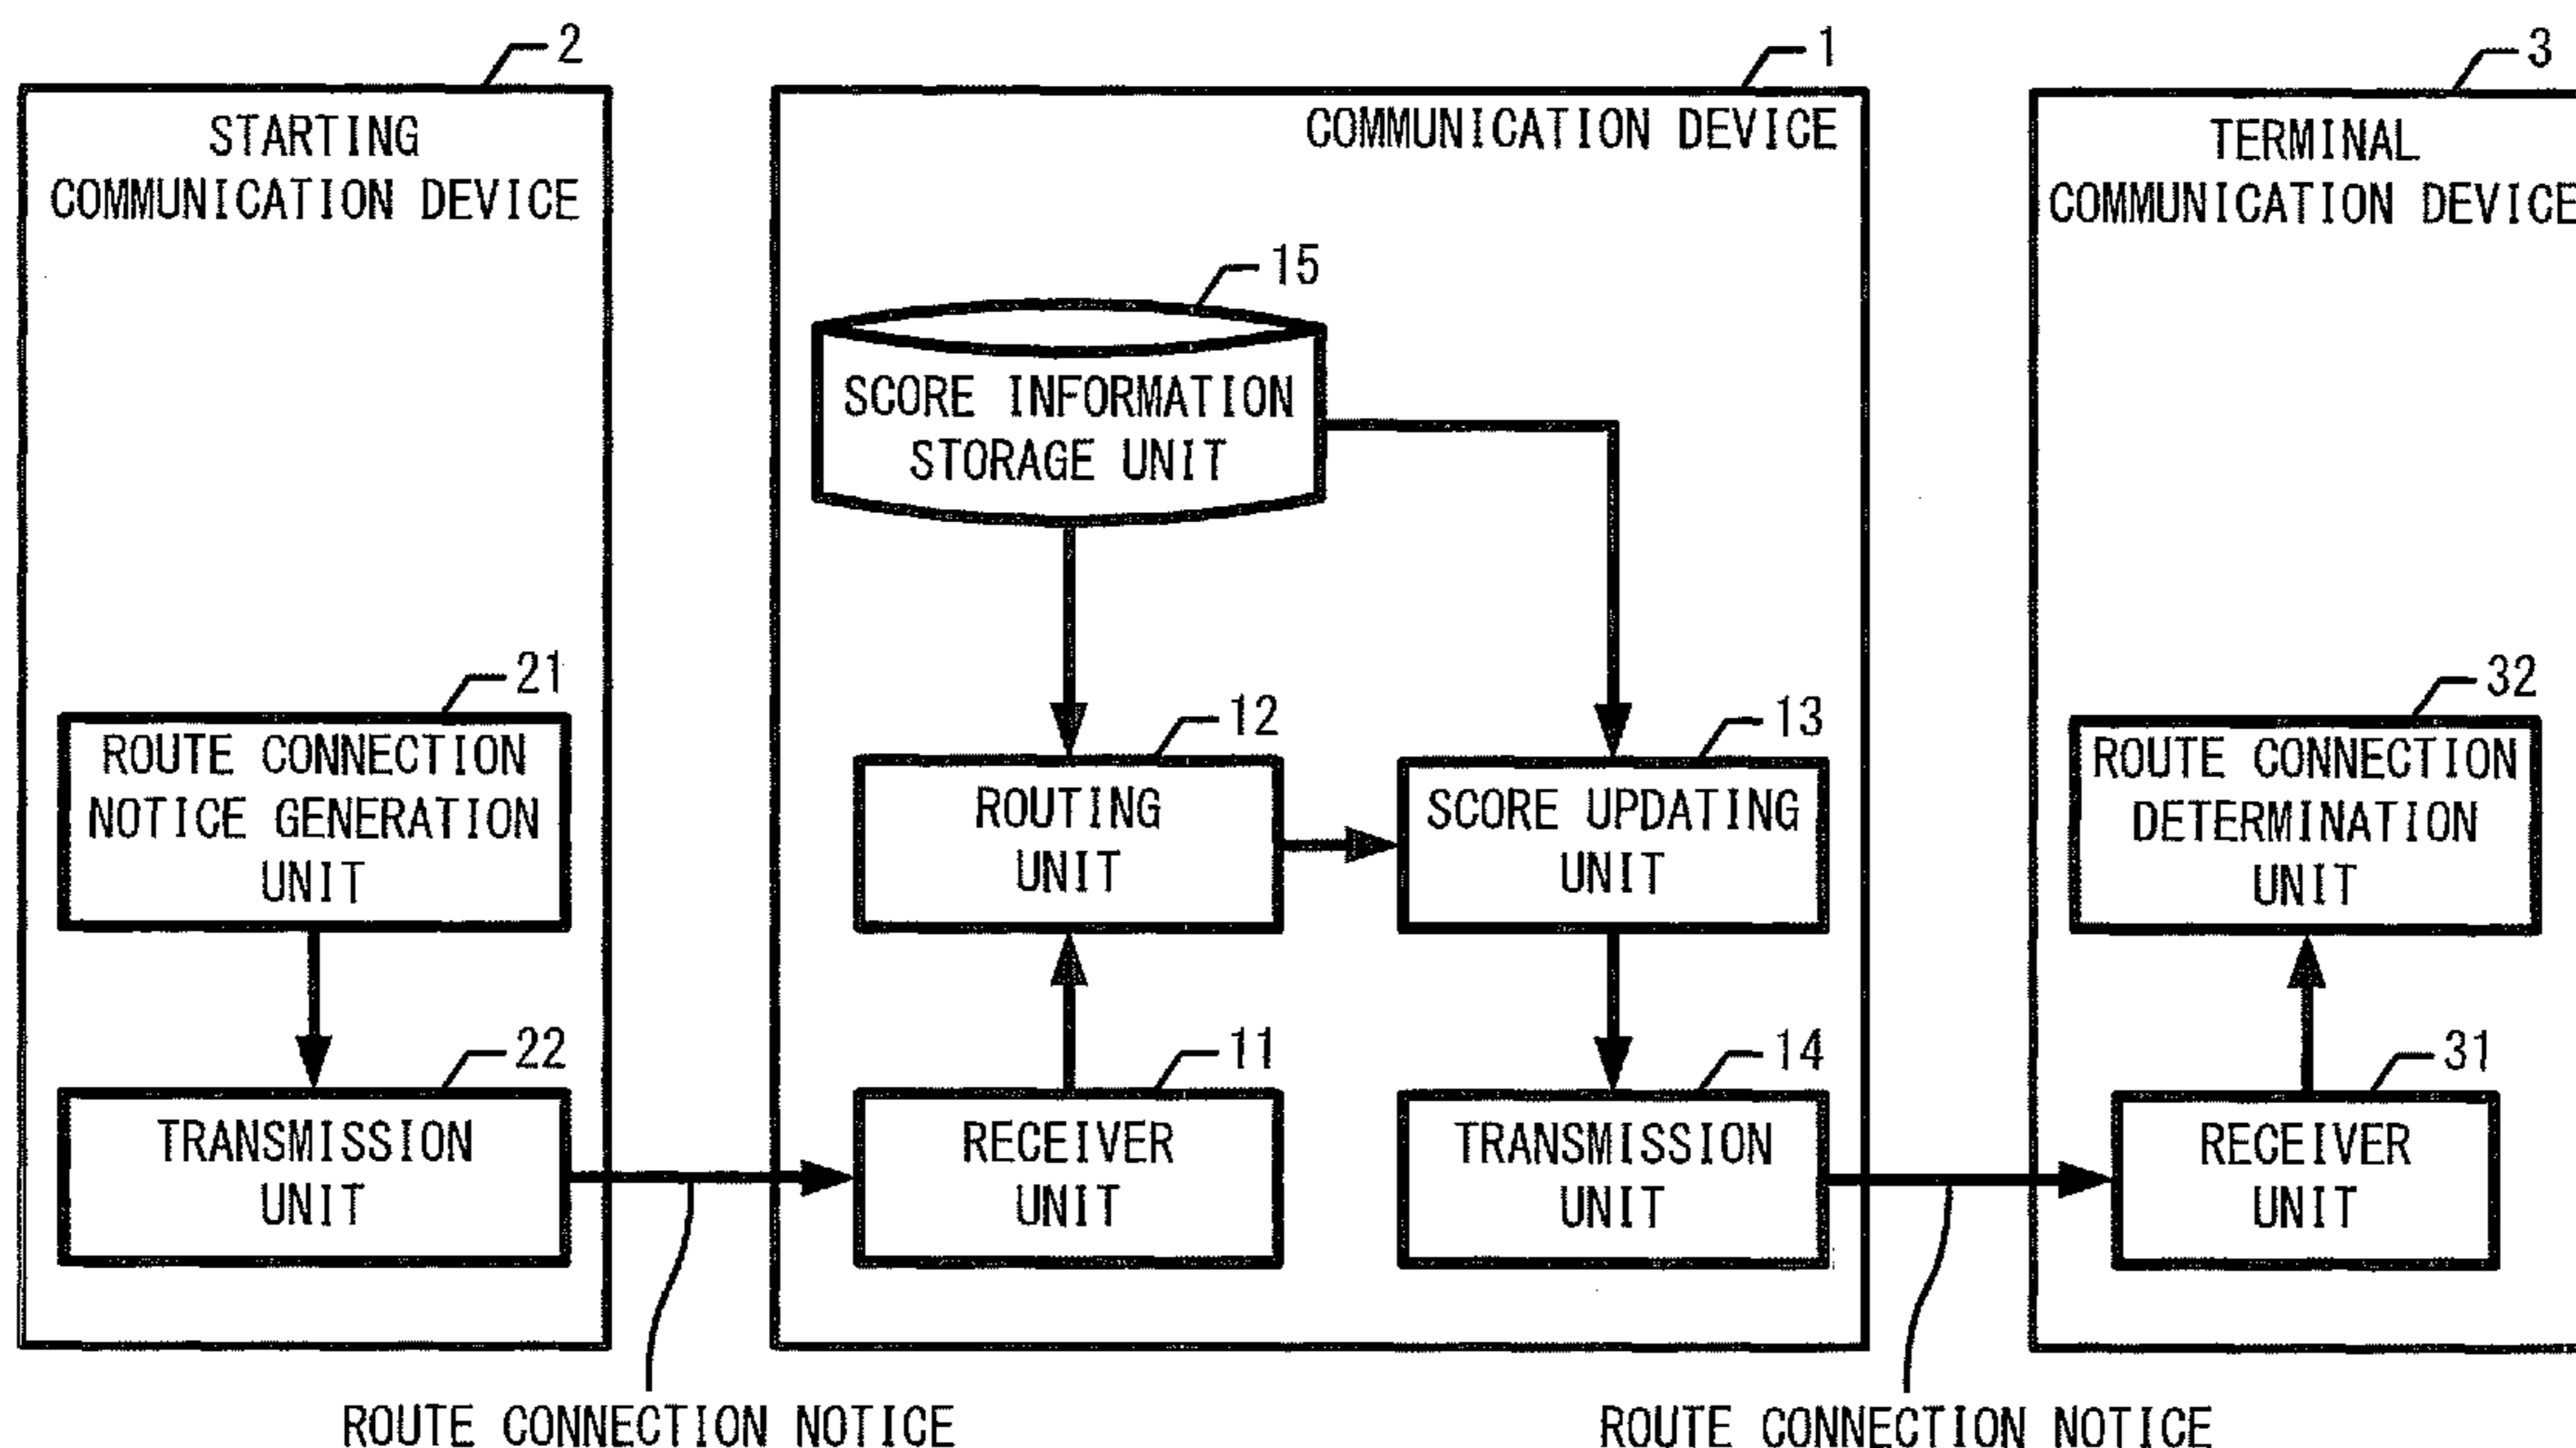 2
STARTING
COMMUNICATION DEVICE
21
ROUTE CONNECTION
NOTICE GENERATION
UNIT
22
TRANSMISSION
UNIT
ROUTE CONNECTION NOTICE
1
COMMUNICATION DEVICE
15
SCORE INFORMATION
STORAGE UNIT
12
ROUTING
UNIT
13
SCORE UPDATING
UNIT
11
RECEIVER
UNIT
14
TRANSMISSION
UNIT
ROUTE CONNECTION NOTICE
3
TERMINAL
COMMUNICATION DEVICE
32
ROUTE CONNECTION
DETERMINATION
UNIT
31
RECEIVER
UNIT